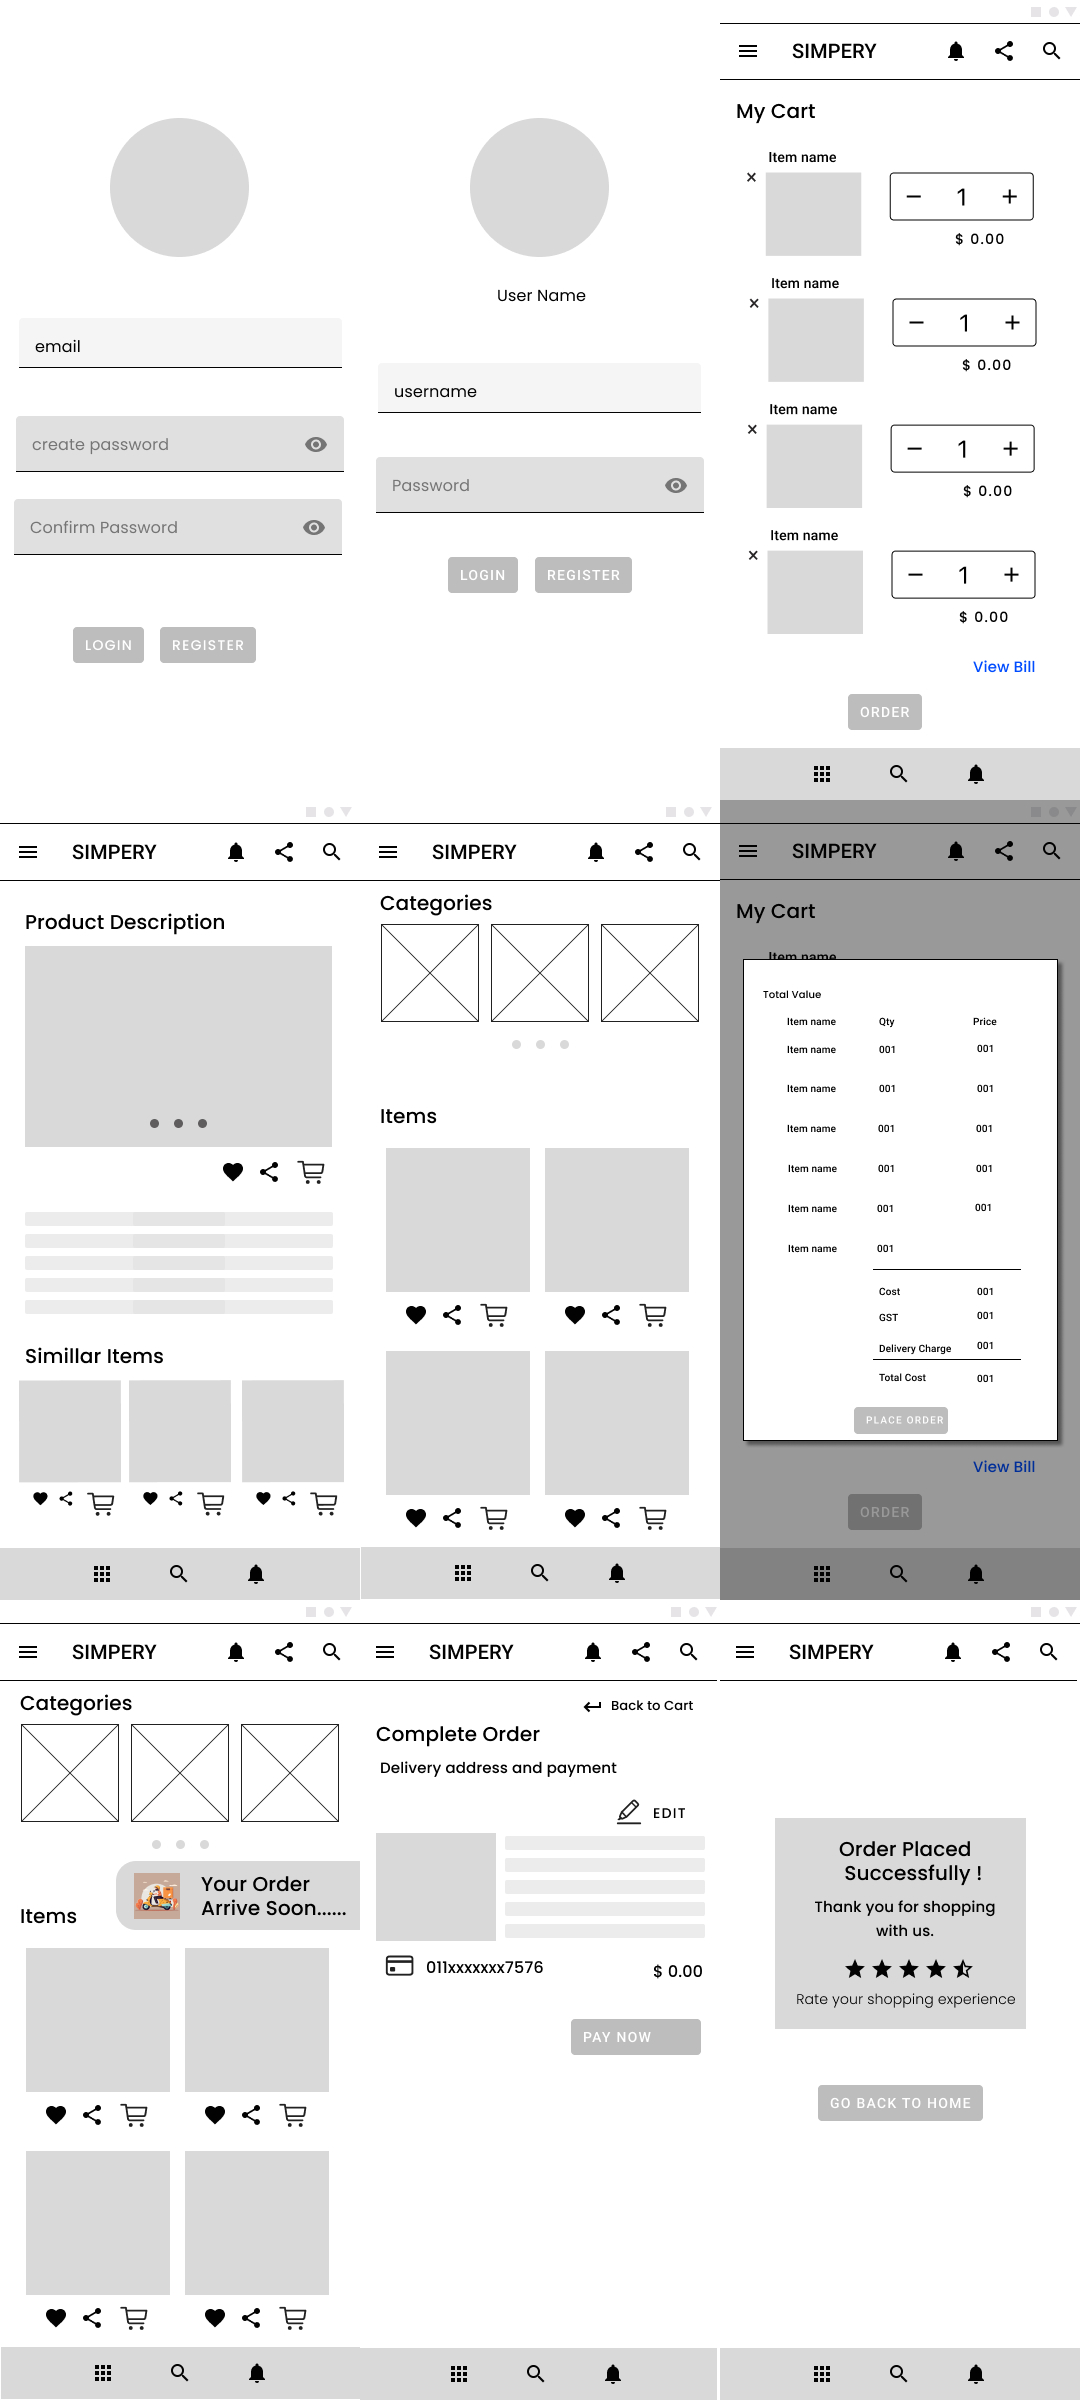 email
create password
Confirm Password
LOGIN REGISTER
User Name
username
Password
LOGIN REGISTER
SIMPERY
My Cart
Item name
1
$ 0.00
Item name
1
$ 0.00
Item name
1
$ 0.00
Item name
1
$ 0.00
View Bill
ORDER
SIMPERY
Product Description
Simillar Items
SIMPERY
Categories
Items
SIMPERY
My Cart
Item name
Total Value
Item name Qty Price
Item name 001 001
Item name 001 001
Item name 001 001
Item name 001 001
Item name 001 001
Item name 001
Cost 001
GST 001
Delivery Charge 001
Total Cost 001
PLACE ORDER
View Bill
ORDER
SIMPERY
Categories
Your Order
Arrive Soon......
Items
SIMPERY
Back to Cart
Complete Order
Delivery address and payment
EDIT
011xxxxxxx7576 $ 0.00
PAY NOW
SIMPERY
Order Placed
Successfully !
Thank you for shopping
with us.
Rate your shopping experience
GO BACK TO HOME